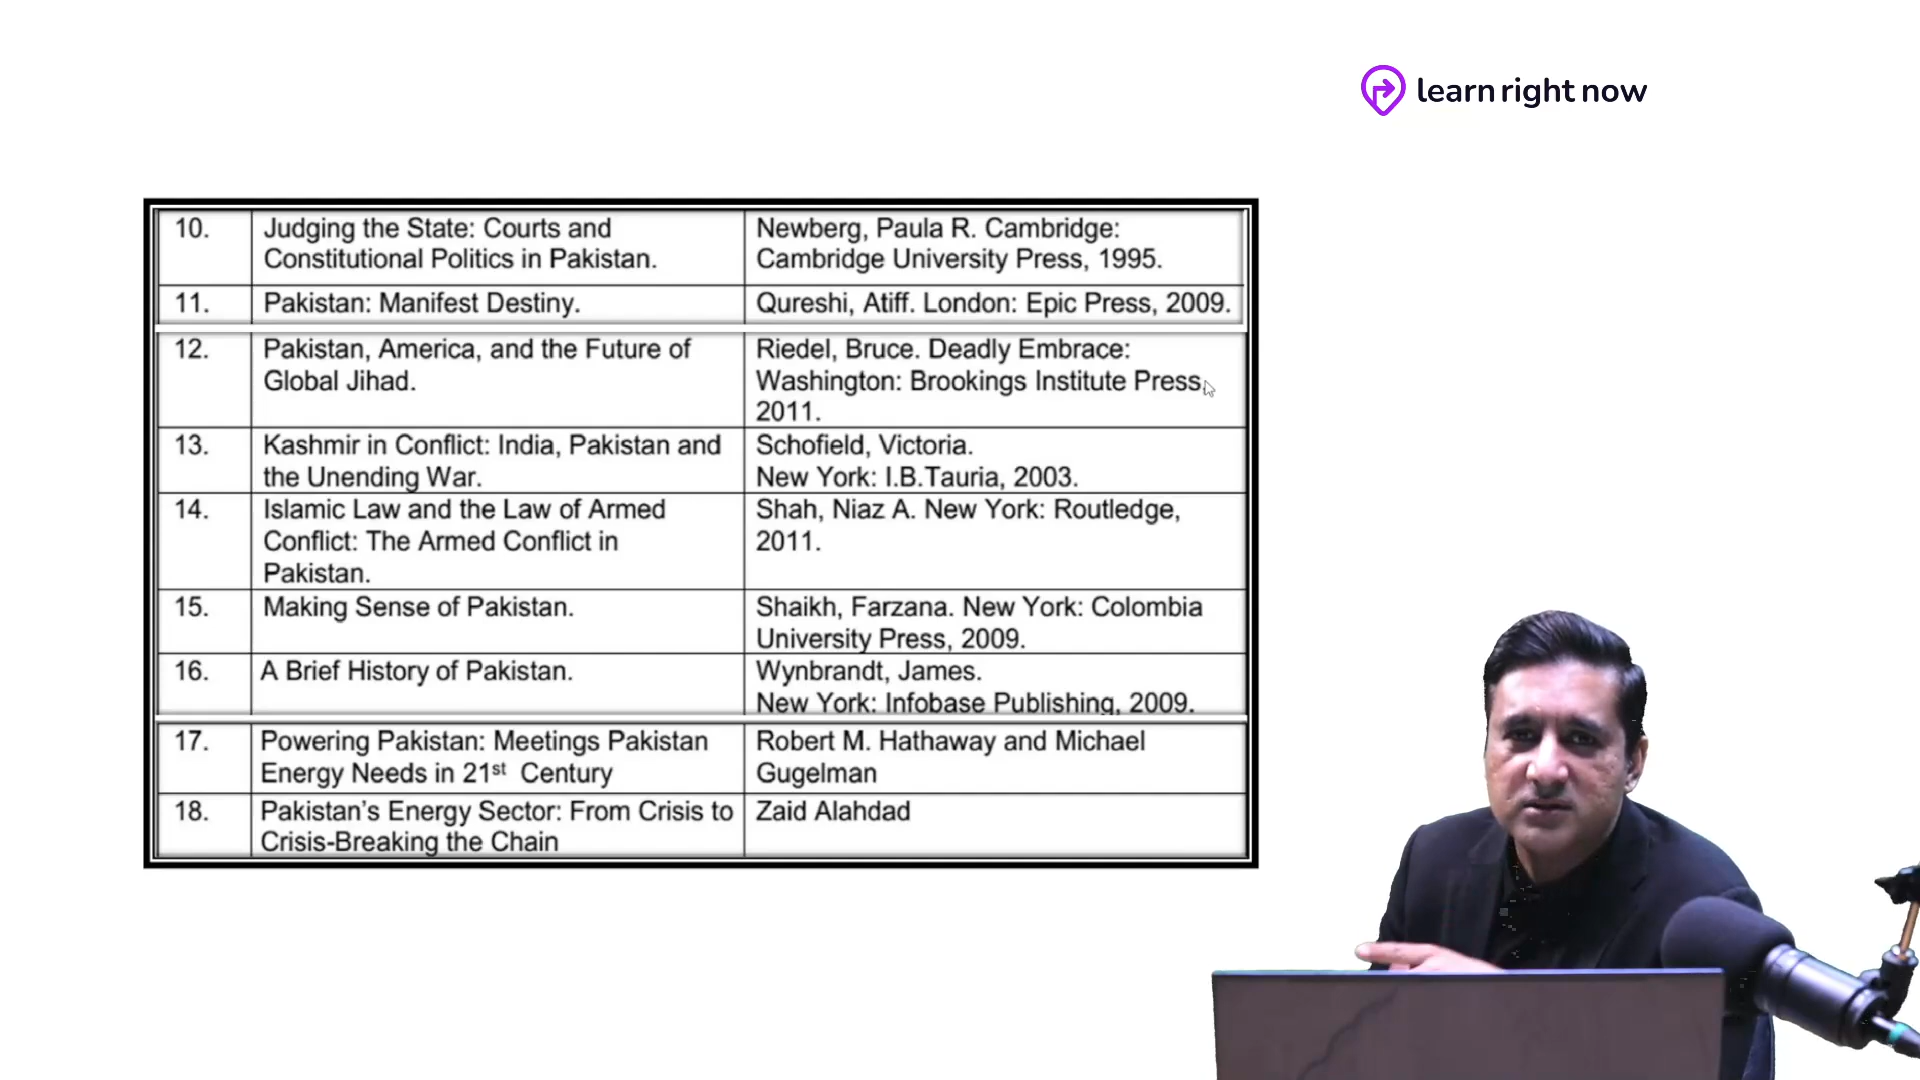 learn right now
10. Judging the State: Courts and Newberg, Paula R. Cambridge:
Constitutional Politics in Pakistan. Cambridge University Press, 1995.
11. Pakistan: Manifest Destiny. Qureshi, Atiff. London: Epic Press, 2009.
12. Pakistan, America, and the Future of Riedel, Bruce. Deadly Embrace:
Global Jihad. Washington: Brookings Institute Press,
2011.
13. Kashmir in Conflict: India, Pakistan and Schofield, Victoria.
the Unending War. New York: I.B.Tauria, 2003.
14. Islamic Law and the Law of Armed Shah, Niaz A. New York: Routledge,
Conflict: The Armed Conflict in 2011.
Pakistan.
15. Making Sense of Pakistan. Shaikh, Farzana. New York: Colombia
University Press, 2009.
16. A Brief History of Pakistan. Wynbrandt, James.
New York: Infobase Publishing, 2009.
17. Powering Pakistan: Meetings Pakistan Robert M. Hathaway and Michael
Energy Needs in 21st Century Gugelman
18. Pakistan's Energy Sector: From Crisis to Zaid Alahdad
Crisis-Breaking the Chain